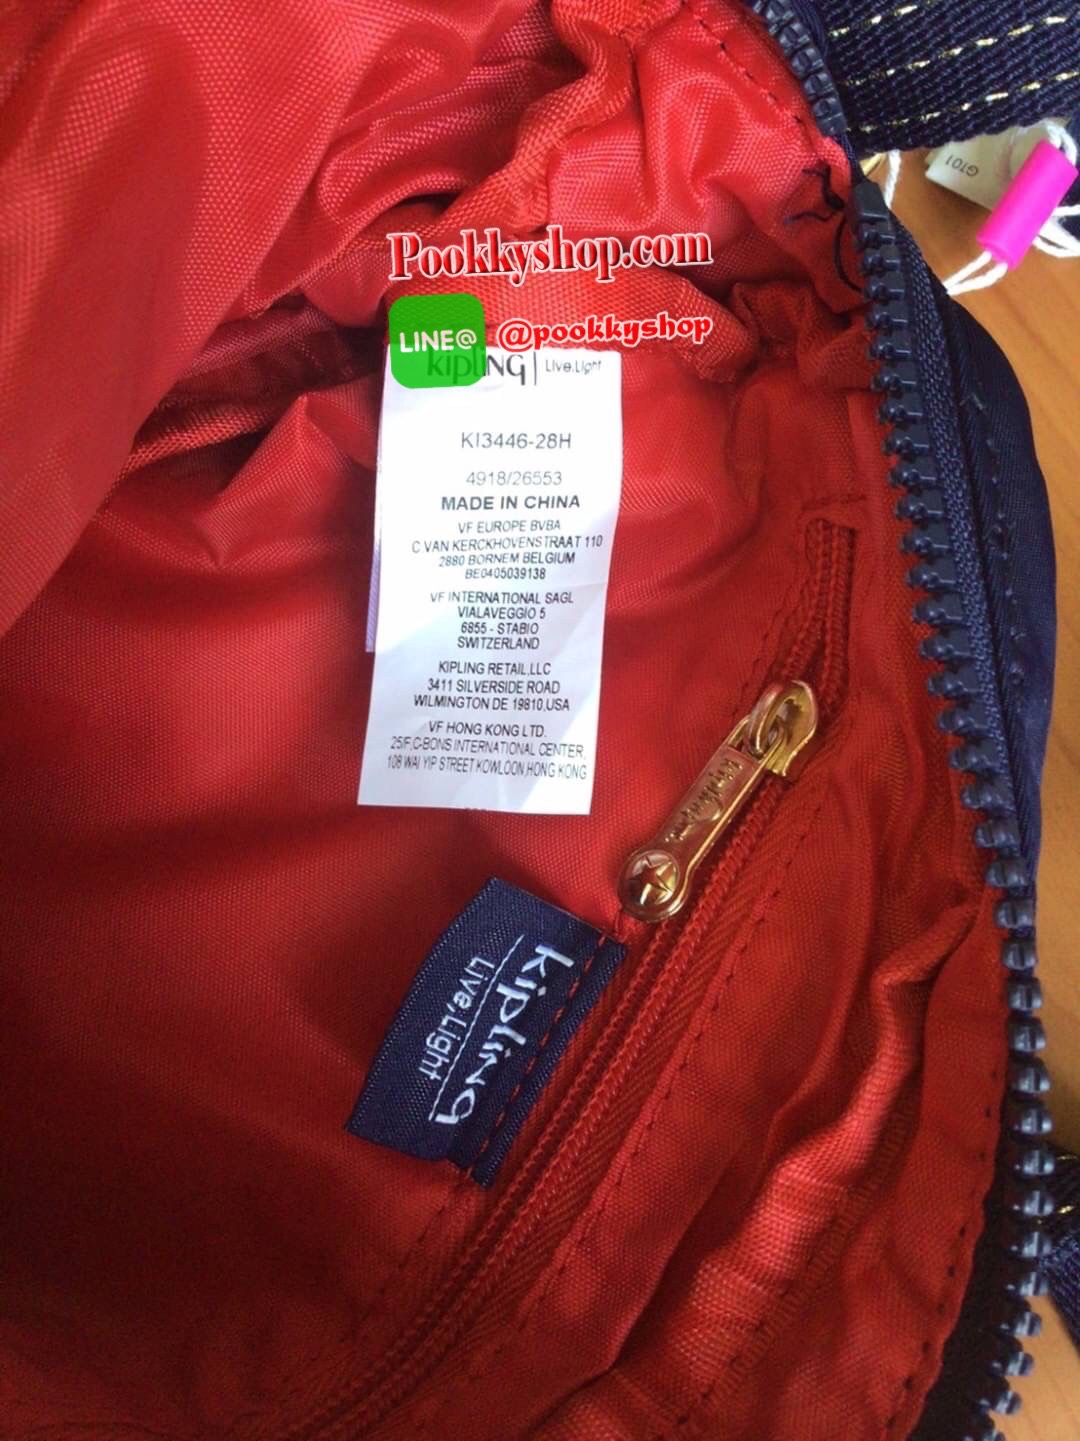 GT01
Pookkyshop.com
LINE@ @pookkyshop
kipling | Live.Light
KI3446-28H
4918/26553
MADE IN CHINA
VF EUROPE BVBA
C VAN KERCKHOVENSTRAAT 110
2880 BORNEM BELGIUM
BE0405039138
VF INTERNATIONAL SAGL
VIALAVEGGIO 5
6855 - STABIO
SWITZERLAND
KIPLING RETAIL,LLC
3411 SILVERSIDE ROAD
WILMINGTON DE 19810,USA
VF HONG KONG LTD.
25/F,C-BONS INTERNATIONAL CENTER,
108 WAI YIP STREET KOWLOON,HONG KONG
Kipling
kipling
Live.Light